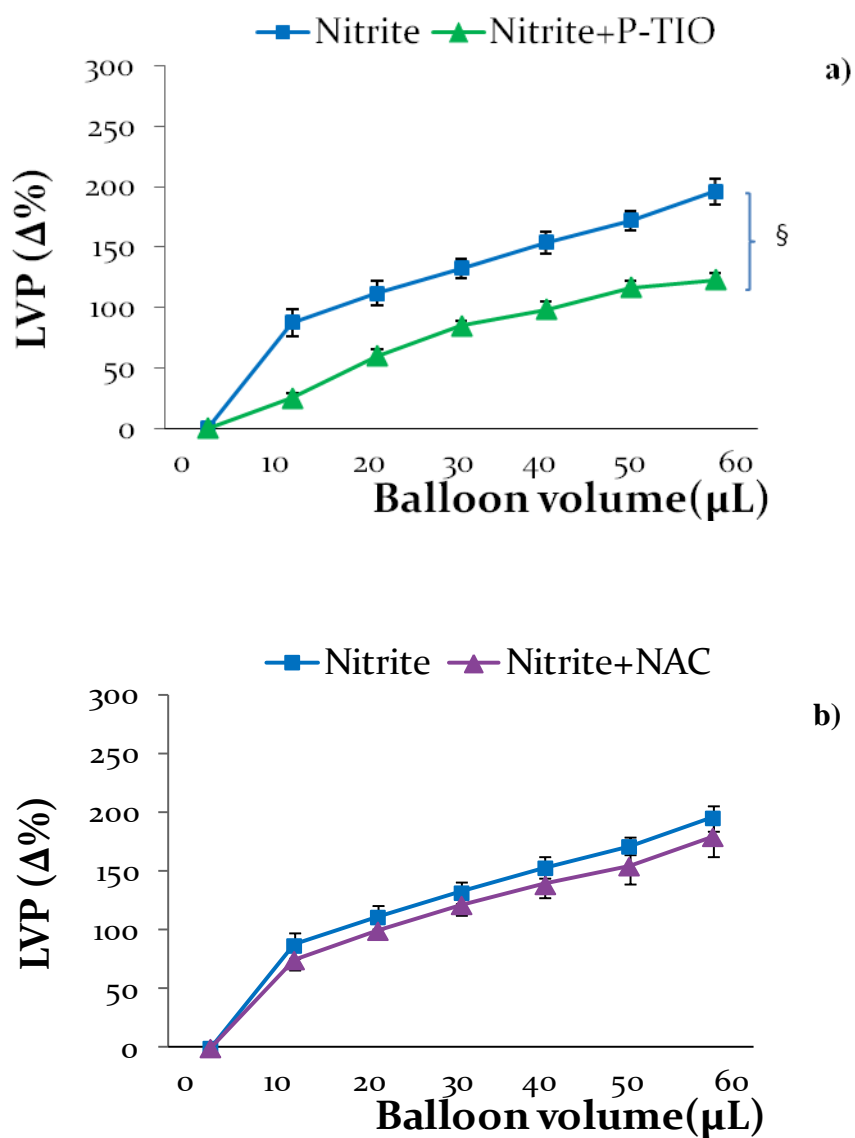 Nitrite Nitrite+P-TIO
a)
300
250
200
150
100
50
0
LVP (Δ%)
§
0 10 20 30 40 50 60
Balloon volume(µL)
Nitrite Nitrite+NAC
b)
300
250
200
150
100
50
0
LVP (Δ%)
0 10 20 30 40 50 60
Balloon volume(µL)